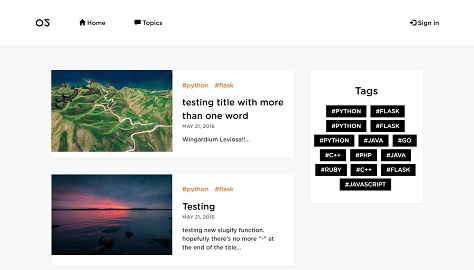 OS Home Topics Sign in
#python #flask
testing title with more
than one word
MAY 21, 2016
Wingardium Leviosa!!...
#python #flask
Testing
MAY 21, 2016
testing new slugify function.
hopefully there's no more "-" at
the end of the title...
Tags
#PYTHON #FLASK
#PYTHON #FLASK
#PYTHON #JAVA #GO
#C++ #PHP #JAVA
#RUBY #C++ #FLASK
#JAVASCRIPT